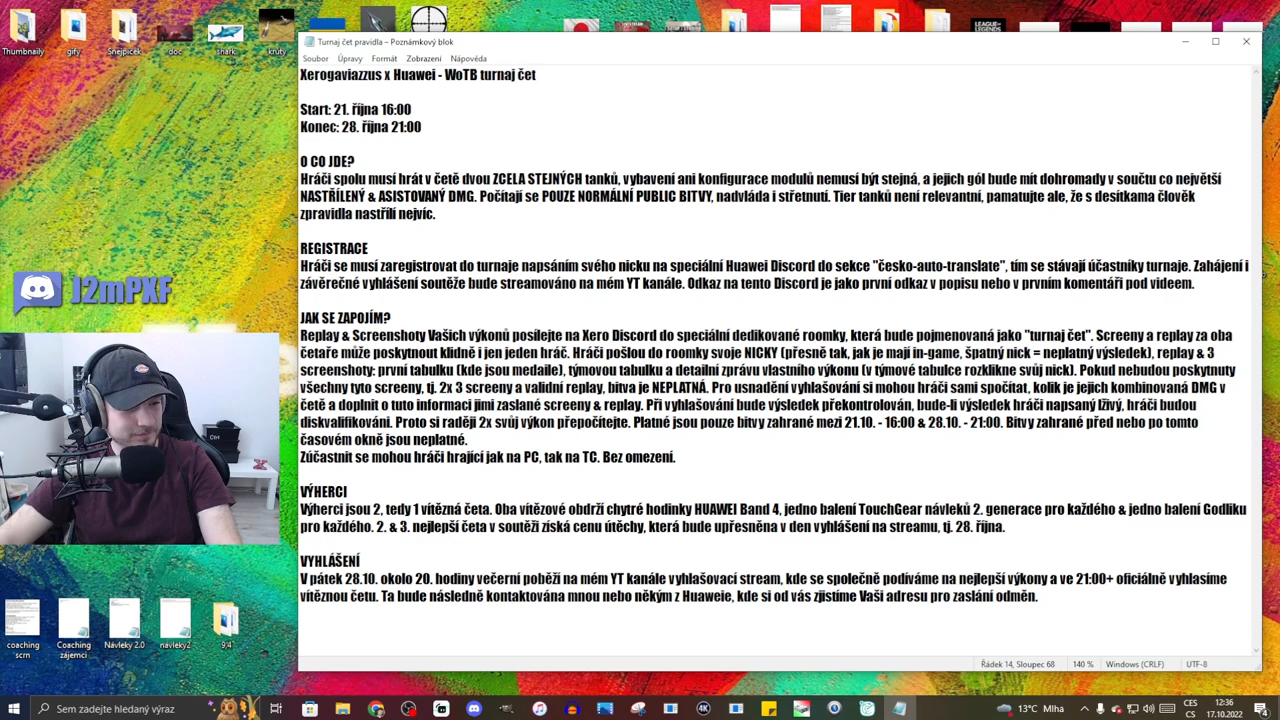 Thumbnaily
gify
Snejpíček
doc
shark
kruty
LEAGUE OF
LEGENDS
Turnaj čet pravidla – Poznámkový blok
Soubor Úpravy Formát Zobrazení Nápověda
Xerogaviazzus x Huawei - WoTB turnaj čet
Start: 21. října 16:00
Konec: 28. října 21:00
O CO JDE?
Hráči spolu musí hrát v četě dvou ZCELA STEJNÝCH tanků, vybavení ani konfigurace modulů nemusí být stejná, a jejich gól bude mít dohromady v součtu co největší
NASTŘÍLENÝ & ASISTOVANÝ DMG. Počítají se POUZE NORMÁLNÍ PUBLIC BITVY, nadvláda i střetnutí. Tier tanků není relevantní, pamatujte ale, že s desítkama člověk
zpravidla nastřílí nejvíc.
REGISTRACE
Hráči se musí zaregistrovat do turnaje napsáním svého nicku na speciální Huawei Discord do sekce "česko-auto-translate", tím se stávají účastníky turnaje. Zahájení i
závěrečné vyhlášení soutěže bude streamováno na mém YT kanále. Odkaz na tento Discord je jako první odkaz v popisu nebo v prvním komentáři pod videem.
J2mPXF
JAK SE ZAPOJÍM?
Replay & Screenshoty Vašich výkonů posílejte na Xero Discord do speciální dedikované roomky, která bude pojmenovaná jako "turnaj čet". Screeny a replay za oba
četaře může poskytnout klidně i jen jeden hráč. Hráči pošlou do roomky svoje NICKY (přesně tak, jak je mají in-game, špatný nick = neplatný výsledek), replay & 3
screenshoty: první tabulku (kde jsou medaile), týmovou tabulku a detailní zprávu vlastního výkonu (v týmové tabulce rozklikne svůj nick). Pokud nebudou poskytnuty
všechny tyto screeny, tj. 2x 3 screeny a validní replay, bitva je NEPLATNÁ. Pro usnadění vyhlašování si mohou hráči sami spočítat, kolik je jejich kombinovaná DMG v
četě a doplnit o tuto informaci jimi zaslané screeny & replay. Při vyhlašování bude výsledek překontrolován, bude-li výsledek hráči napsaný lživý, hráči budou
diskvalifikováni. Proto si raději 2x svůj výkon přepočítejte. Platné jsou pouze bitvy zahrané mezi 21.10. - 16:00 & 28.10. - 21:00. Bitvy zahrané před nebo po tomto
časovém okně jsou neplatné.
Zúčastnit se mohou hráči hrající jak na PC, tak na TC. Bez omezení.
Ctrl
VÝHERCI
Výherci jsou 2, tedy 1 vítězná četa. Oba vítězové obdrží chytré hodinky HUAWEI Band 4, jedno balení TouchGear návleků 2. generace pro každého & jedno balení Godliku
pro každého. 2. & 3. nejlepší četa v soutěži získá cenu útěchy, která bude upřesněna v den vyhlášení na streamu, tj. 28. října.
VYHLÁŠENÍ
V pátek 28.10. okolo 20. hodiny večerní poběží na mém YT kanále vyhlašovací stream, kde se společně podíváme na nejlepší výkony a ve 21:00+ oficiálně vyhlasíme
vítěznou četu. Ta bude následně kontaktována mnou nebo někým z Huaweie, kde si od vás zjistíme Vaši adresu pro zaslání odměn.
coaching
scrn
Coaching
zájemci
Návleky 2.0
návleky2
9,4
Řádek 14, Sloupec 68 140 % Windows (CRLF) UTF-8
Sem zadejte hledaný výraz
4K
13°C Mlha
CES
CS
12:36
17.10.2022